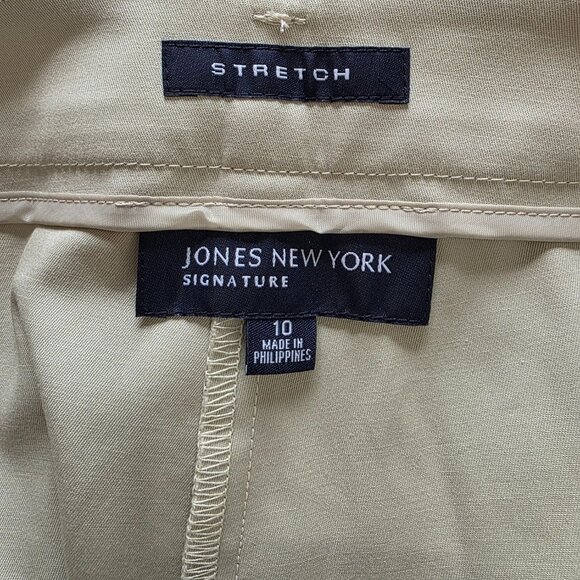 STRETCH
JONES NEW YORK
SIGNATURE
10
MADE IN
PHILIPPINES